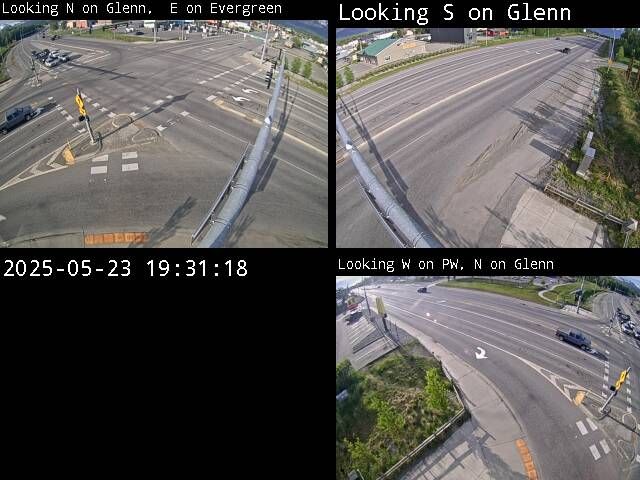 Looking N on Glenn,  E on Evergreen
Looking S on Glenn
2025-05-23 19:31:18
Looking W on PW, N on Glenn